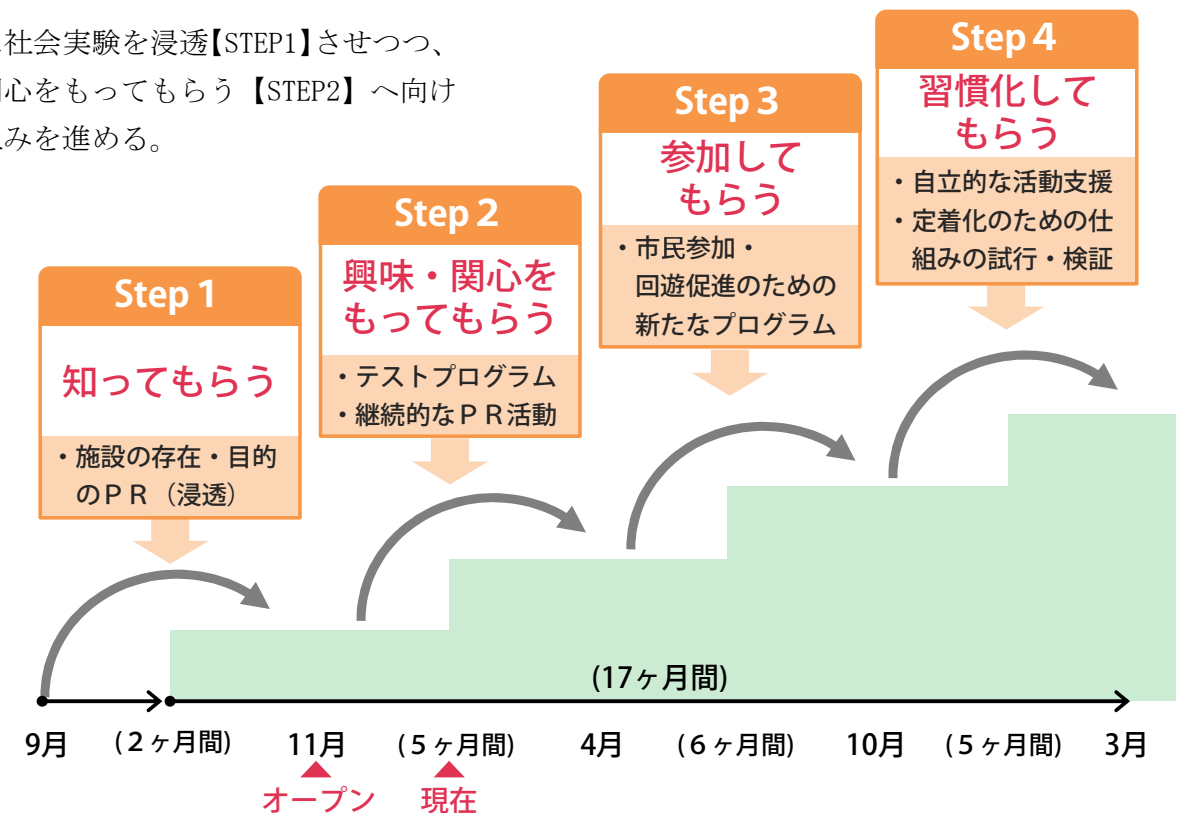 社会実験を浸透【STEP1】させつつ、
心をもってもらう【STEP2】へ向け
みを進める。
Step 1
知ってもらう
・施設の存在・目的
のＰＲ（浸透）
Step 2
興味・関心を
もってもらう
・テストプログラム
・継続的なＰＲ活動
Step 3
参加して
もらう
・市民参加・
回遊促進のための
新たなプログラム
Step 4
習慣化して
もらう
・自立的な活動支援
・定着化のための仕
組みの試行・検証
(17ヶ月間)
9月 (２ヶ月間) 11月 (５ヶ月間) 4月 (６ヶ月間) 10月 (５ヶ月間) 3月
オープン 現在